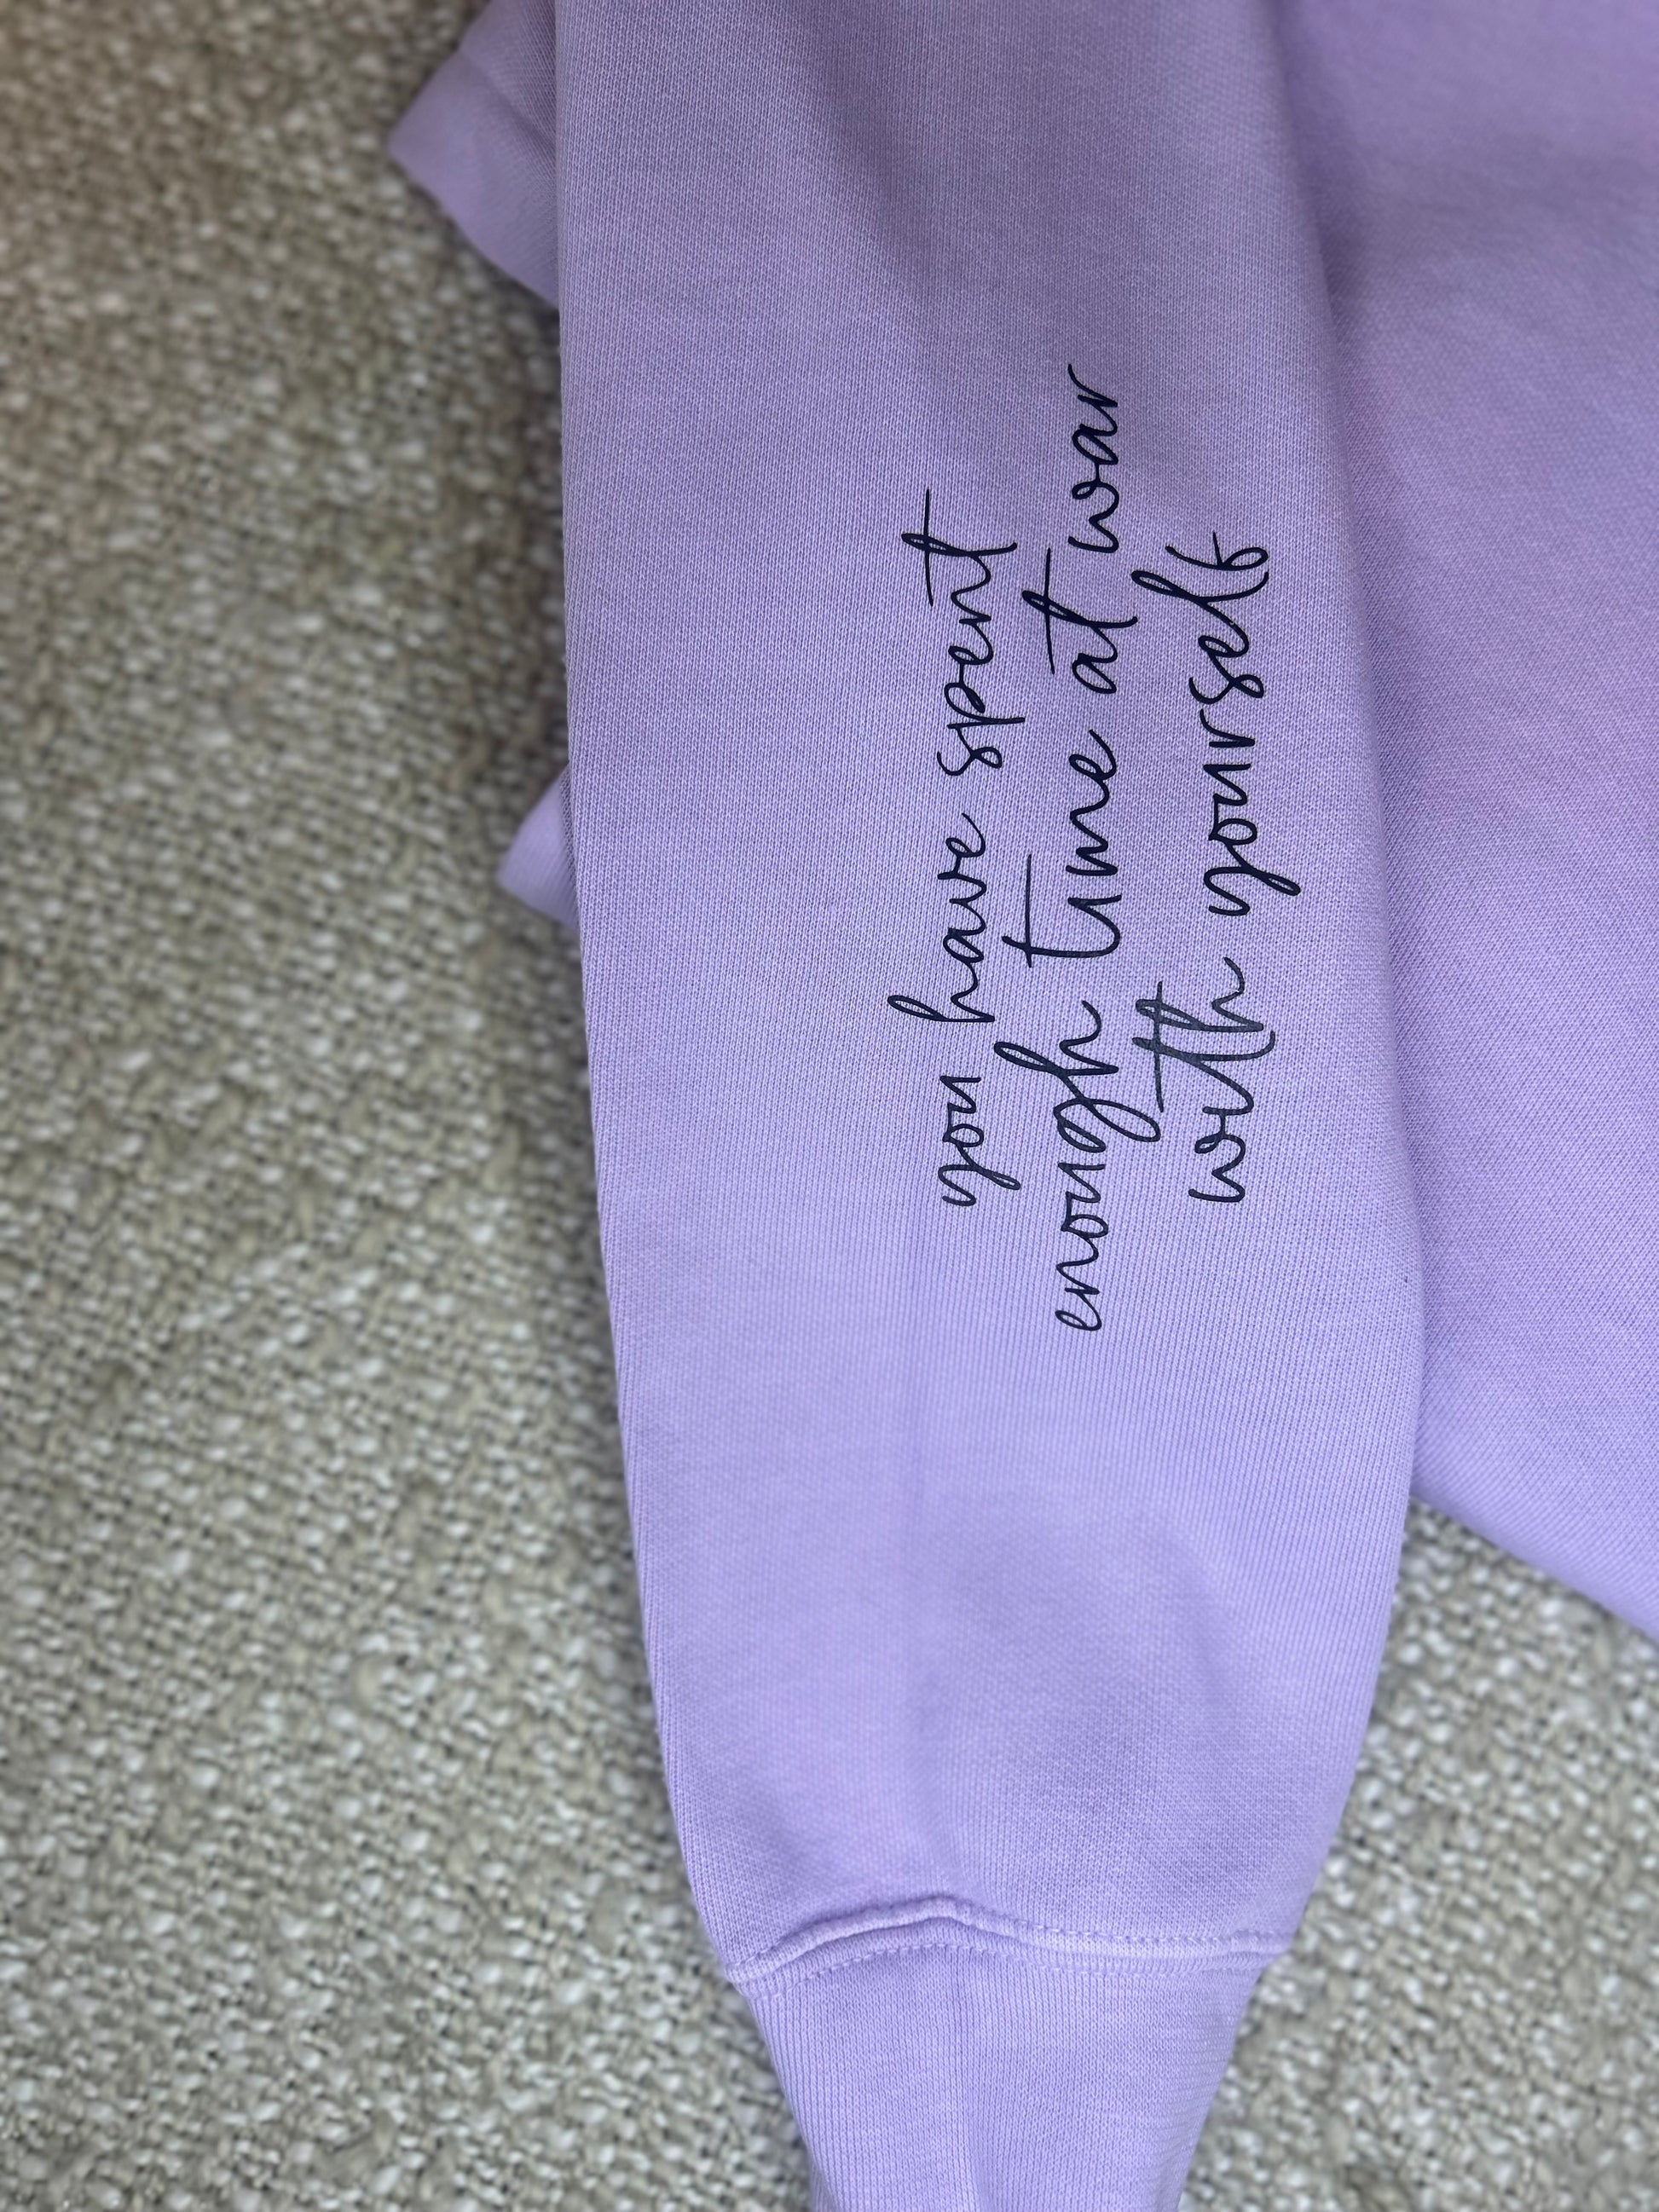 you have spent
enough time at war
with yourself